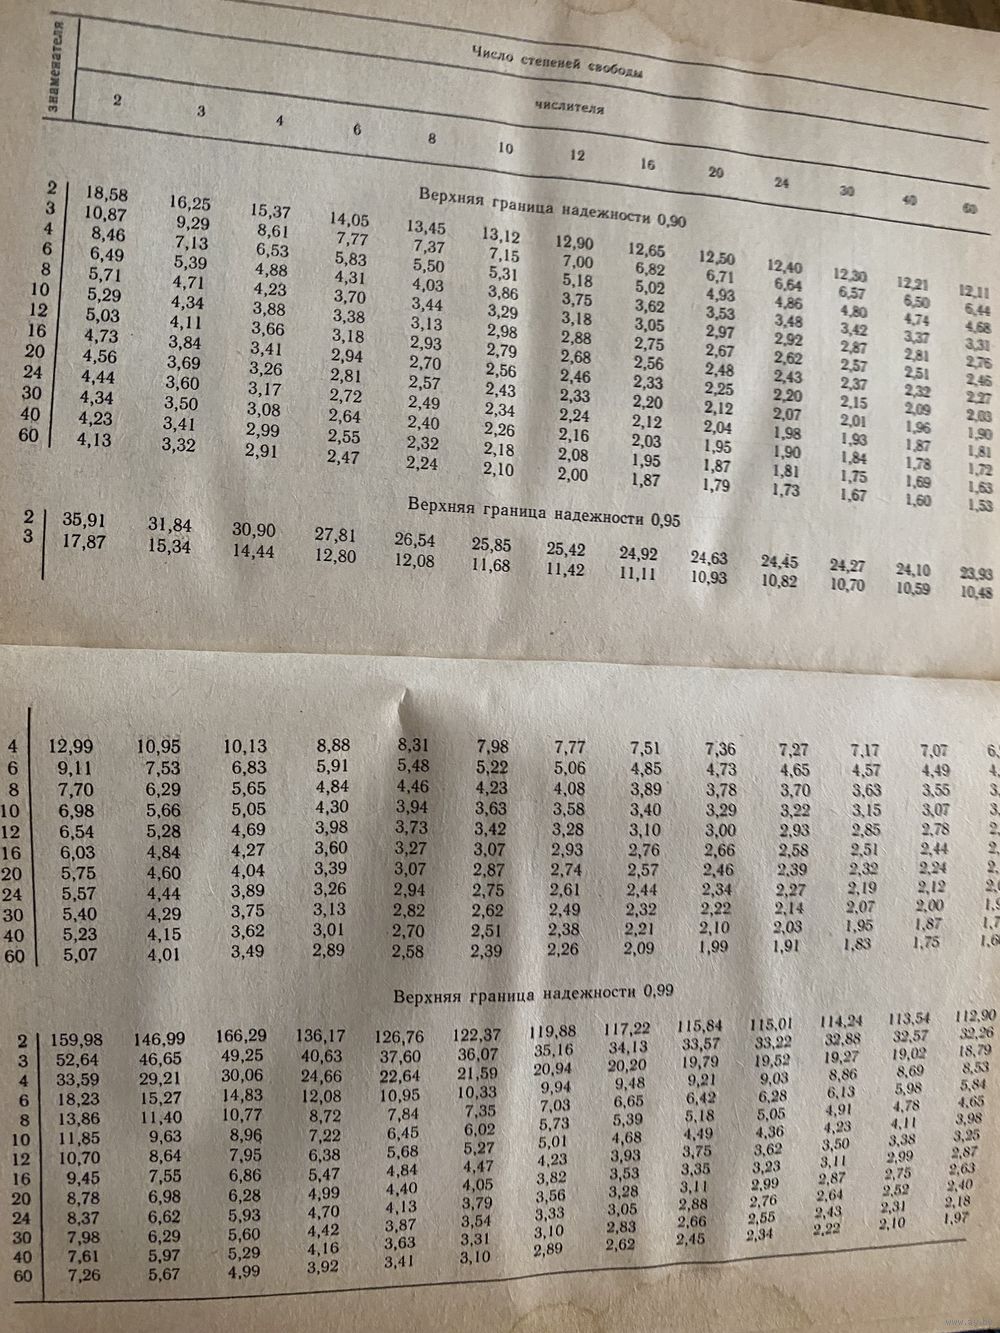 знаменателя
Число степеней свободы
числителя
2 3 4 6 8 10 12 16 20 24 30 40 60
Верхняя граница надежности 0,90
2 18,58 16,25 15,37 14,05 13,45 13,12 12,90 12,65 12,50 12,40 12,30 12,21 12,11
3 10,87 9,29 8,61 7,77 7,37 7,15 7,00 6,82 6,71 6,64 6,57 6,50 6,44
4 8,46 7,13 6,53 5,83 5,50 5,31 5,18 5,02 4,93 4,86 4,80 4,74 4,68
6 6,49 5,39 4,88 4,31 4,03 3,86 3,75 3,62 3,53 3,48 3,42 3,37 3,31
8 5,71 4,71 4,23 3,70 3,44 3,29 3,18 3,05 2,97 2,92 2,87 2,81 2,76
10 5,29 4,34 3,88 3,38 3,13 2,98 2,88 2,75 2,67 2,62 2,57 2,51 2,46
12 5,03 4,11 3,66 3,18 2,93 2,79 2,68 2,56 2,48 2,43 2,37 2,32 2,27
16 4,73 3,84 3,41 2,94 2,70 2,56 2,46 2,33 2,25 2,20 2,15 2,09 2,03
20 4,56 3,69 3,26 2,81 2,57 2,43 2,33 2,20 2,12 2,07 2,01 1,96 1,90
24 4,44 3,60 3,17 2,72 2,49 2,34 2,24 2,12 2,04 1,98 1,93 1,87 1,81
30 4,34 3,50 3,08 2,64 2,40 2,26 2,16 2,03 1,95 1,90 1,84 1,78 1,72
40 4,23 3,41 2,99 2,55 2,32 2,18 2,08 1,95 1,87 1,81 1,75 1,69 1,63
60 4,13 3,32 2,91 2,47 2,24 2,10 2,00 1,87 1,79 1,73 1,67 1,60 1,53
Верхняя граница надежности 0,95
2 35,91 31,84 30,90 27,81 26,54 25,85 25,42 24,92 24,63 24,45 24,27 24,10 23,93
3 17,87 15,34 14,44 12,80 12,08 11,68 11,42 11,11 10,93 10,82 10,70 10,59 10,48
4 12,99 10,95 10,13 8,88 8,31 7,98 7,77 7,51 7,36 7,27 7,17 7,07
6 9,11 7,53 6,83 5,91 5,48 5,22 5,06 4,85 4,73 4,65 4,57 4,49
8 7,70 6,29 5,65 4,84 4,46 4,23 4,08 3,89 3,78 3,70 3,63 3,55
10 6,98 5,66 5,05 4,30 3,94 3,63 3,58 3,40 3,29 3,22 3,15 3,07
12 6,54 5,28 4,69 3,98 3,73 3,42 3,28 3,10 3,00 2,93 2,85 2,78
16 6,03 4,84 4,27 3,60 3,27 3,07 2,93 2,76 2,66 2,58 2,51 2,44
20 5,75 4,60 4,04 3,39 3,07 2,87 2,74 2,57 2,46 2,39 2,32 2,24
24 5,57 4,44 3,89 3,26 2,94 2,75 2,61 2,44 2,34 2,27 2,19 2,12
30 5,40 4,29 3,75 3,13 2,82 2,62 2,49 2,32 2,22 2,14 2,07 2,00
40 5,23 4,15 3,62 3,01 2,70 2,51 2,38 2,21 2,10 2,03 1,95 1,87
60 5,07 4,01 3,49 2,89 2,58 2,39 2,26 2,09 1,99 1,91 1,83 1,75
Верхняя граница надежности 0,99
2 159,98 146,99 166,29 136,17 126,76 122,37 119,88 117,22 115,84 115,01 114,24 113,54 112,90
3 52,64 46,65 49,25 40,63 37,60 36,07 35,16 34,13 33,57 33,22 32,88 32,57 32,26
4 33,59 29,21 30,06 24,66 22,64 21,59 20,94 20,20 19,79 19,52 19,27 19,02 18,79
6 18,23 15,27 14,83 12,08 10,95 10,33 9,94 9,48 9,21 9,03 8,86 8,69 8,53
8 13,86 11,40 10,77 8,72 7,84 7,35 7,03 6,65 6,42 6,28 6,13 5,98 5,84
10 11,85 9,63 8,96 7,22 6,45 6,02 5,73 5,39 5,18 5,05 4,91 4,78 4,65
12 10,70 8,64 7,95 6,38 5,68 5,27 5,01 4,68 4,49 4,36 4,23 4,11 3,98
16 9,45 7,55 6,86 5,47 4,84 4,47 4,23 3,93 3,75 3,62 3,50 3,38 3,25
20 8,78 6,98 6,28 4,99 4,40 4,05 3,82 3,53 3,35 3,23 3,11 2,99 2,87
24 8,37 6,62 5,93 4,70 4,13 3,79 3,56 3,28 3,11 2,99 2,87 2,75 2,63
30 7,98 6,29 5,60 4,42 3,87 3,54 3,33 3,05 2,88 2,76 2,64 2,52 2,40
40 7,61 5,97 5,29 4,16 3,63 3,31 3,10 2,83 2,66 2,55 2,43 2,31 2,18
60 7,26 5,67 4,99 3,92 3,41 3,10 2,89 2,62 2,45 2,34 2,22 2,10 1,97